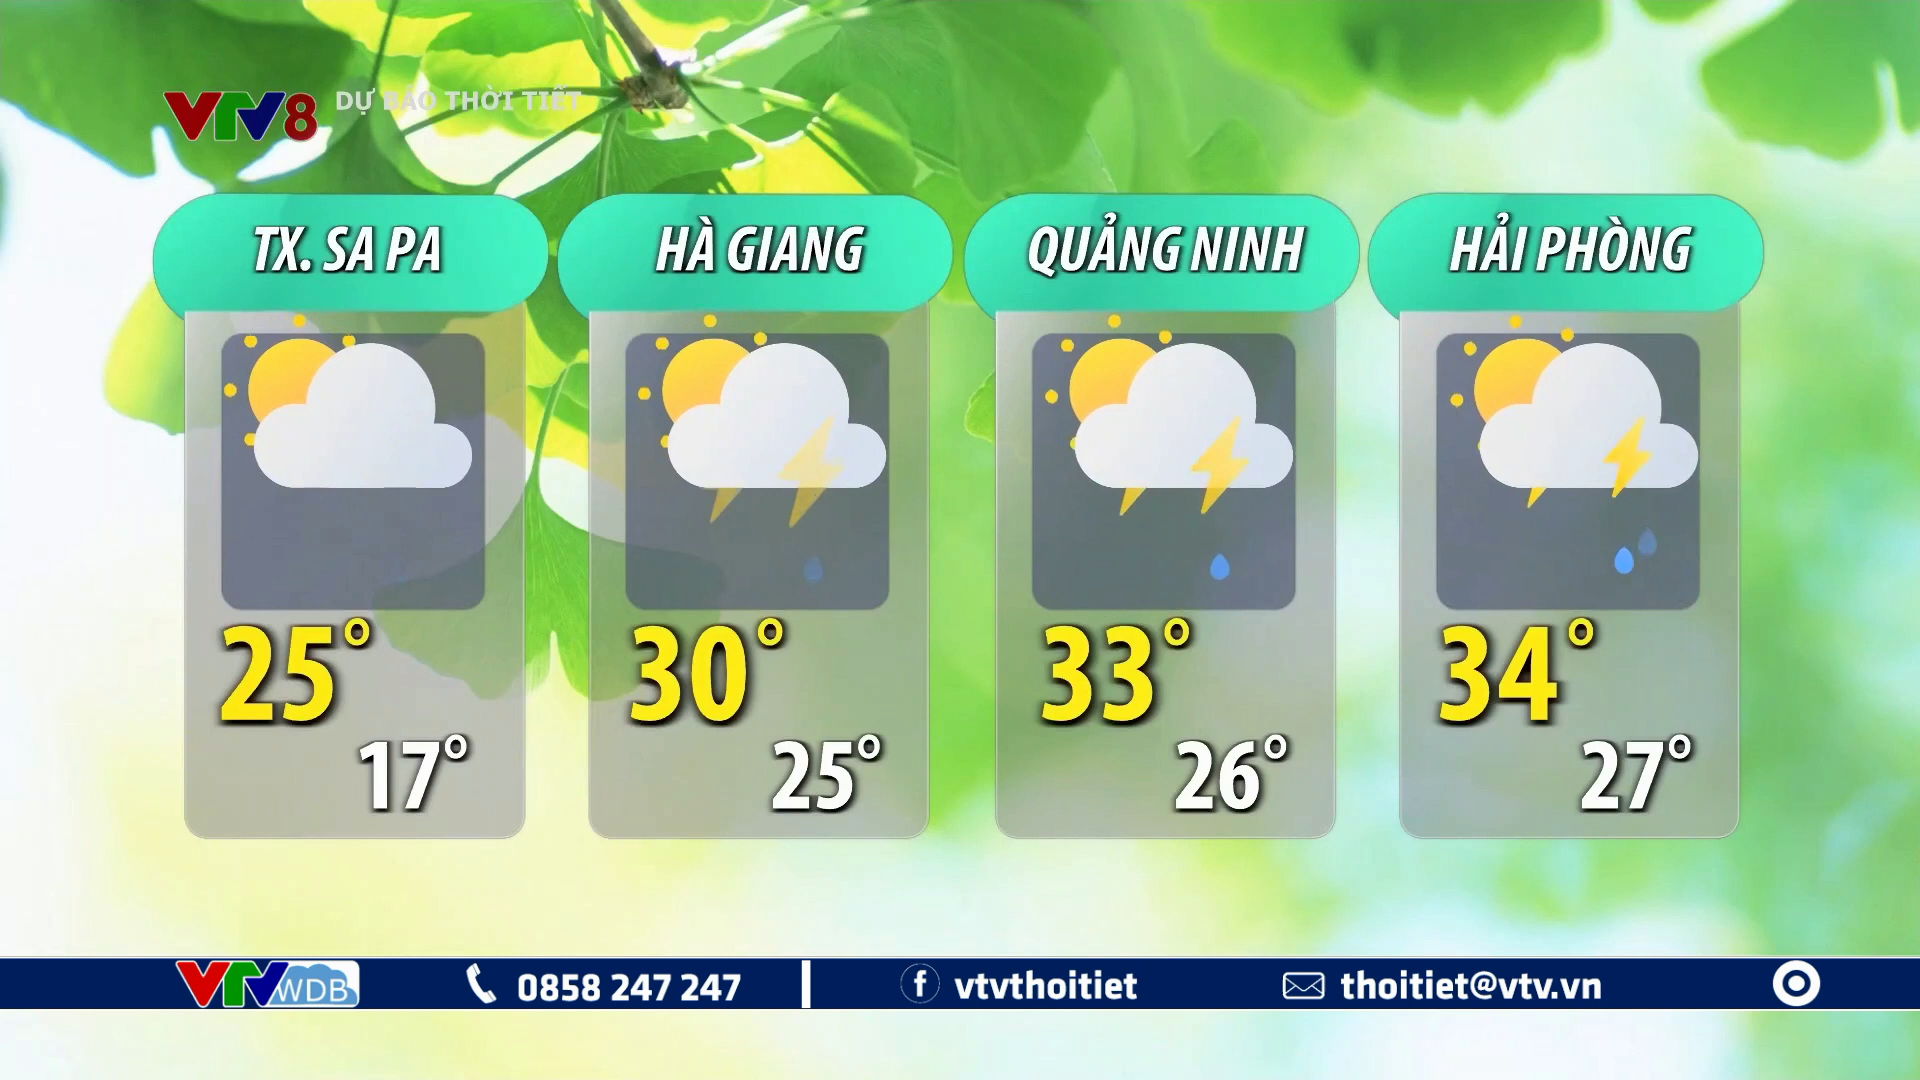 VTV8 DỰ BÁO THỜI TIẾT
TX. SA PA
25°
17°
HÀ GIANG
30°
25°
QUẢNG NINH
33°
26°
HẢI PHÒNG
34°
27°
VTV WDB 0858 247 247 vtvthoitiet thoitiet@vtv.vn